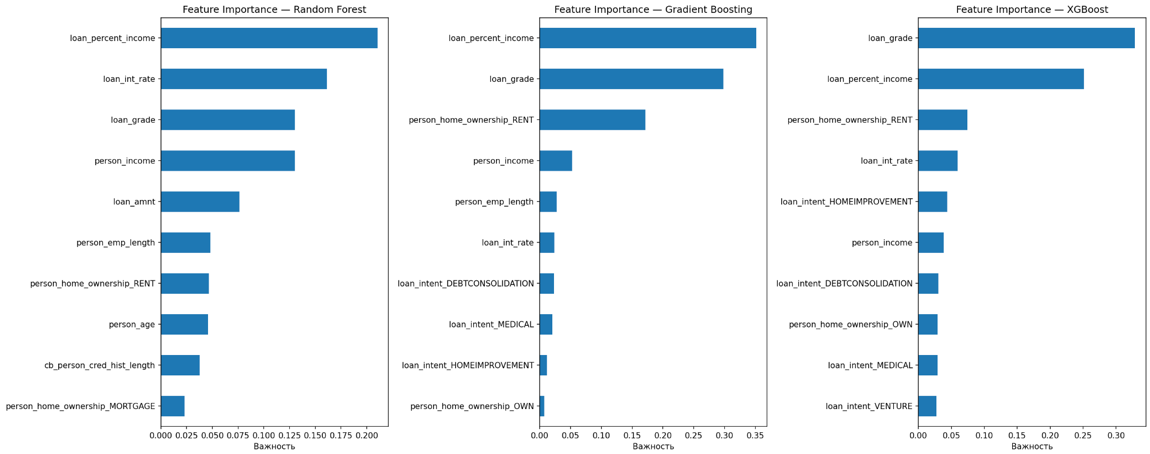 Feature Importance — Random Forest
loan_percent_income
loan_int_rate
loan_grade
person_income
loan_amnt
person_emp_length
person_home_ownership_RENT
person_age
cb_person_cred_hist_length
person_home_ownership_MORTGAGE
0.000 0.025 0.050 0.075 0.100 0.125 0.150 0.175 0.200
Важность
Feature Importance — Gradient Boosting
loan_percent_income
loan_grade
person_home_ownership_RENT
person_income
person_emp_length
loan_int_rate
loan_intent_DEBTCONSOLIDATION
loan_intent_MEDICAL
loan_intent_HOMEIMPROVEMENT
person_home_ownership_OWN
0.00 0.05 0.10 0.15 0.20 0.25 0.30 0.35
Важность
Feature Importance — XGBoost
loan_grade
loan_percent_income
person_home_ownership_RENT
loan_int_rate
loan_intent_HOMEIMPROVEMENT
person_income
loan_intent_DEBTCONSOLIDATION
person_home_ownership_OWN
loan_intent_MEDICAL
loan_intent_VENTURE
0.00 0.05 0.10 0.15 0.20 0.25 0.30
Важность